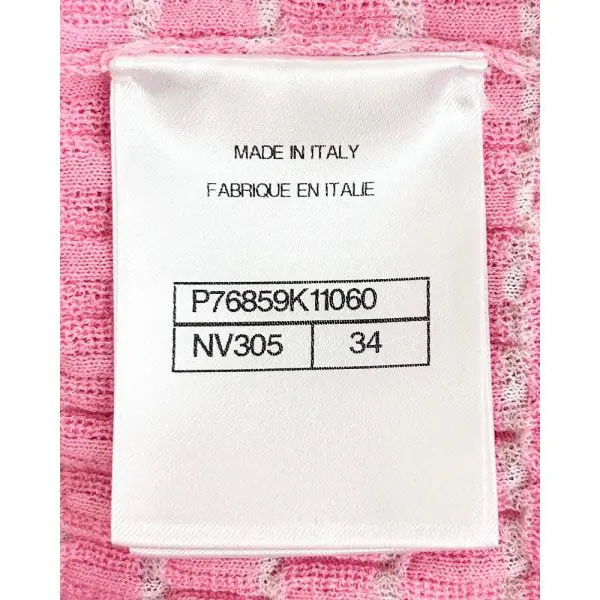 MADE IN ITALY
FABRIQUE EN ITALIE
P76859K11060
NV305 34